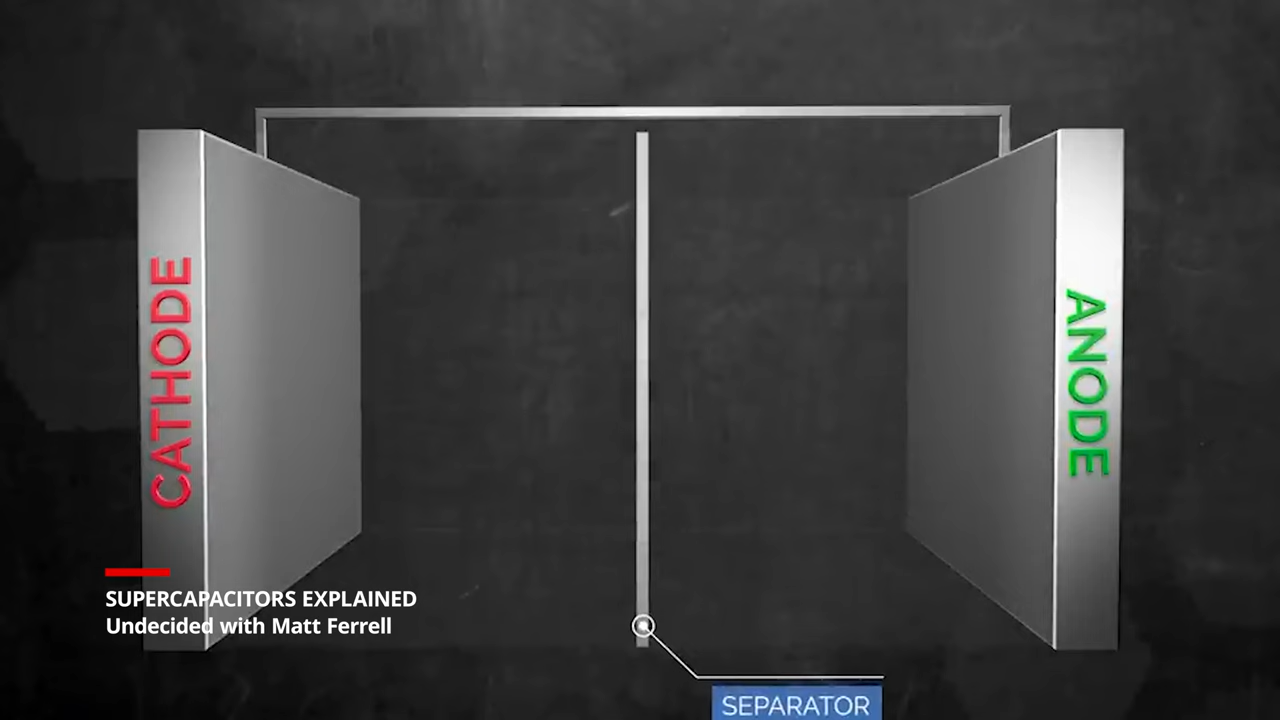 CATHODE
ANODE
SUPERCAPACITORS EXPLAINED
Undecided with Matt Ferrell
SEPARATOR